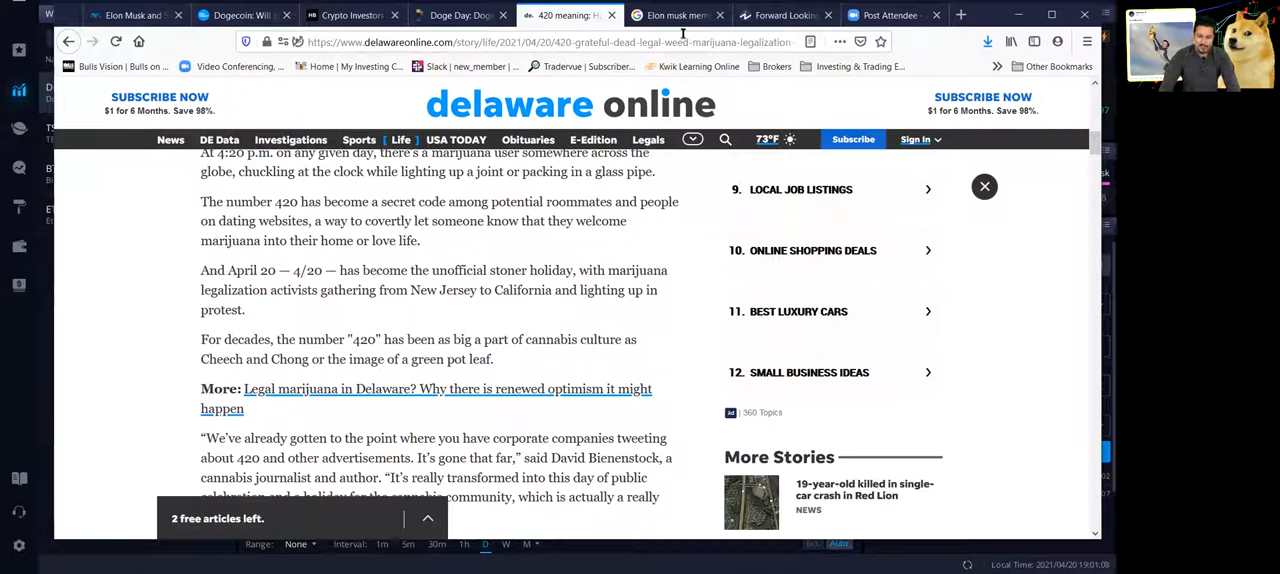 W
Elon Musk and S
Dogecoin: Will c
HB Crypto Investors
Doge Day: Doge
de. 420 meaning: Ha
Elon musk mem
Forward Looking
Post Attendee -
https://www.delawareonline.com/story/life/2021/04/20/420-grateful-dead-legal-weed-marijuana-legalization
Bulls Vision | Bulls on ...
Video Conferencing, ...
Home | My Investing C...
Slack | new_member | ...
Tradervue | Subscriber...
Kwik Learning Online
Brokers
Investing & Trading E...
Other Bookmarks
SUBSCRIBE NOW
$1 for 6 Months. Save 98%.
delaware online
SUBSCRIBE NOW
$1 for 6 Months. Save 98%.
News DE Data Investigations Sports [ Life ] USA TODAY Obituaries E-Edition Legals 73°F Subscribe Sign In
At 4:20 p.m. on any given day, there's a marijuana user somewhere across the
globe, chuckling at the clock while lighting up a joint or packing in a glass pipe.
The number 420 has become a secret code among potential roommates and people
on dating websites, a way to covertly let someone know that they welcome
marijuana into their home or love life.
And April 20 — 4/20 — has become the unofficial stoner holiday, with marijuana
legalization activists gathering from New Jersey to California and lighting up in
protest.
For decades, the number "420" has been as big a part of cannabis culture as
Cheech and Chong or the image of a green pot leaf.
More: Legal marijuana in Delaware? Why there is renewed optimism it might
happen
“We've already gotten to the point where you have corporate companies tweeting
about 420 and other advertisements. It's gone that far,” said David Bienenstock, a
cannabis journalist and author. “It's really transformed into this day of public
celebration and a holiday for the cannabis community, which is actually a really
2 free articles left.
9. LOCAL JOB LISTINGS
10. ONLINE SHOPPING DEALS
11. BEST LUXURY CARS
12. SMALL BUSINESS IDEAS
Ad | 360 Topics
More Stories
19-year-old killed in single-
car crash in Red Lion
NEWS
Range: None Interval: 1m 5m 30m 1h D W M Ext Auto
Local Time: 2021/04/20 19:01:08